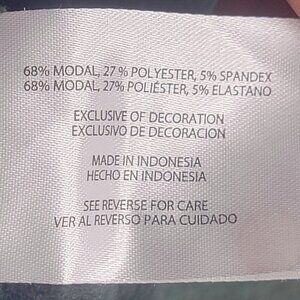 68% MODAL, 27 % POLYESTER, 5% SPANDEX
68% MODAL, 27% POLIÉSTER, 5% ELASTANO
EXCLUSIVE OF DECORATION
EXCLUSIVO DE DECORACION
MADE IN INDONESIA
HECHO EN INDONESIA
SEE REVERSE FOR CARE
VER AL REVERSO PARA CUIDADO